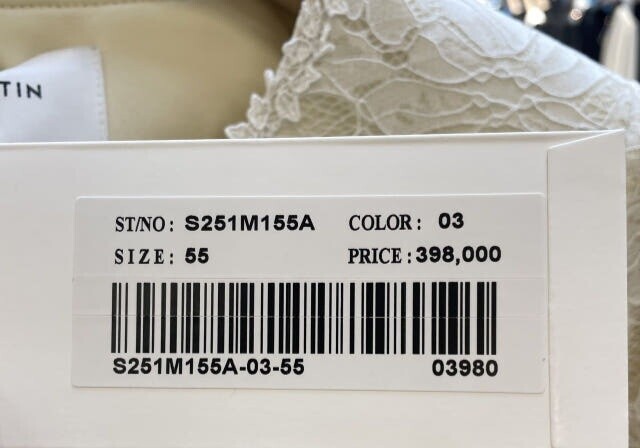 TIN
ST/NO: S251M155A COLOR: 03
SIZE: 55 PRICE: 398,000
S251M155A-03-55 03980